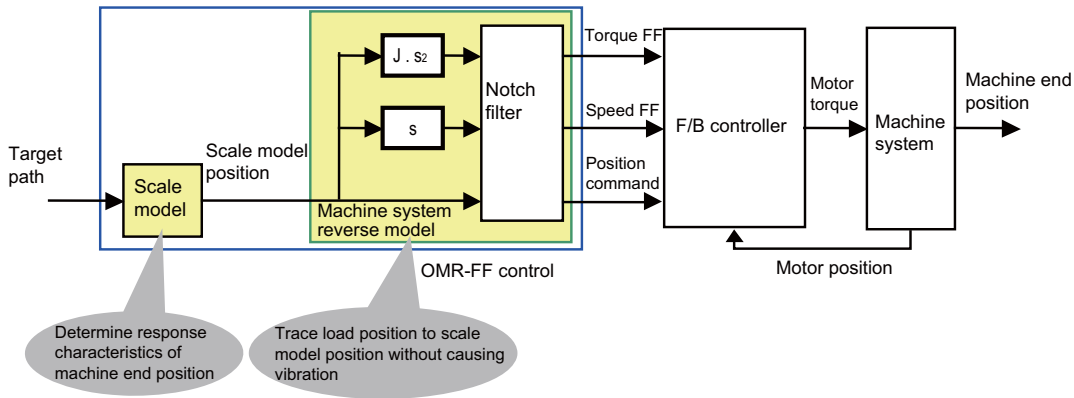 Target
path
Scale
model
Scale model
position
J . s2
s
Notch
filter
Machine system
reverse model
OMR-FF control
Torque FF
Speed FF
Position
command
F/B controller
Motor
torque
Machine
system
Machine end
position
Motor position
Determine response
characteristics of
machine end position
Trace load position to scale
model position without causing
vibration